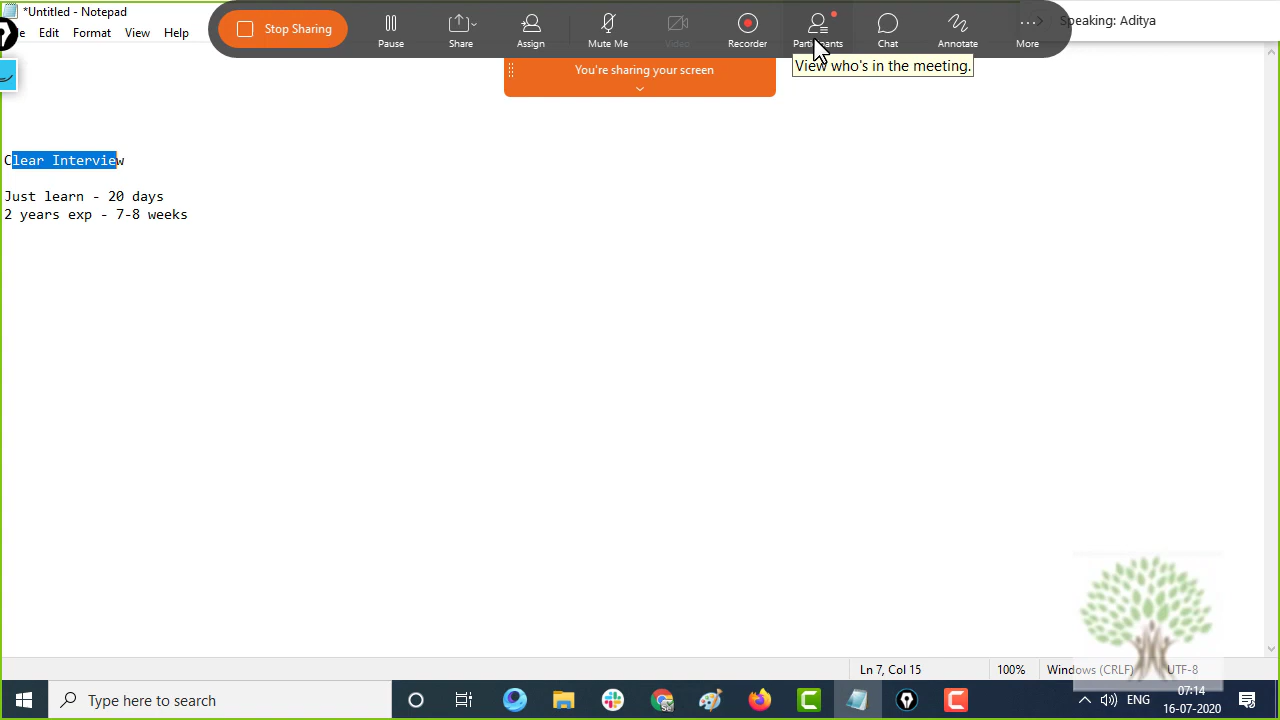 *Untitled - Notepad
Edit Format View Help
Stop Sharing
Pause
Share
Assign
Mute Me
Video
Recorder
Participants
Chat
Annotate
More
Speaking: Aditya
You're sharing your screen
View who's in the meeting.
Clear Interview
Just learn - 20 days
2 years exp - 7-8 weeks
Ln 7, Col 15
100%
Windows (CRLF)
UTF-8
Type here to search
ENG
07:14
16-07-2020